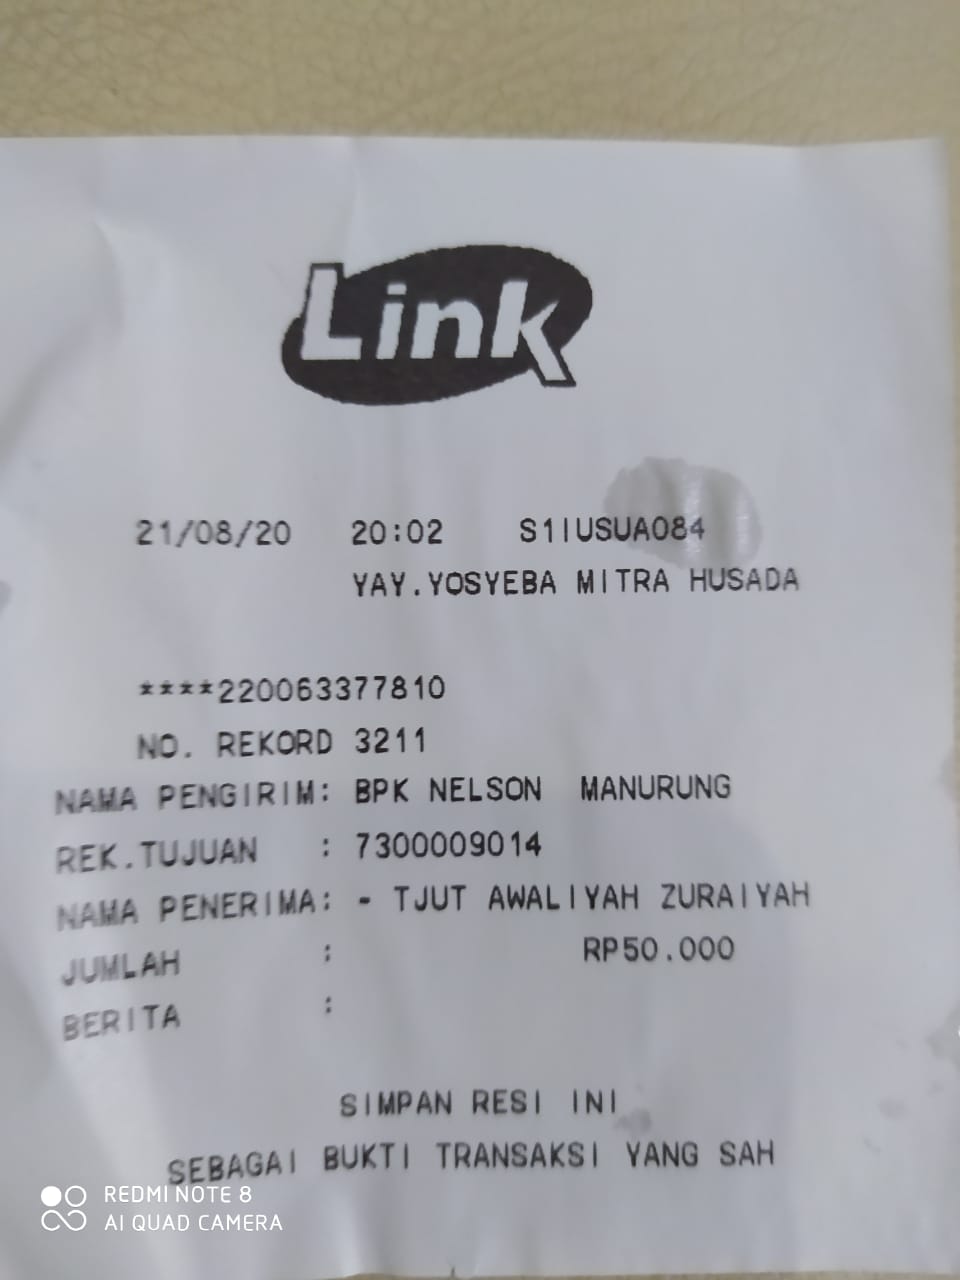 Link
21/08/20 20:02 S1IUSUA084
YAY.YOSYEBA MITRA HUSADA
****220063377810
NO. REKORD 3211
NAMA PENGIRIM: BPK NELSON MANURUNG
REK.TUJUAN : 7300009014
NAMA PENERIMA: - TJUT AWALIYAH ZURAIYAH
JUMLAH : RP50.000
BERITA :
SIMPAN RESI INI
SEBAGAI BUKTI TRANSAKSI YANG SAH
REDMI NOTE 8
AI QUAD CAMERA